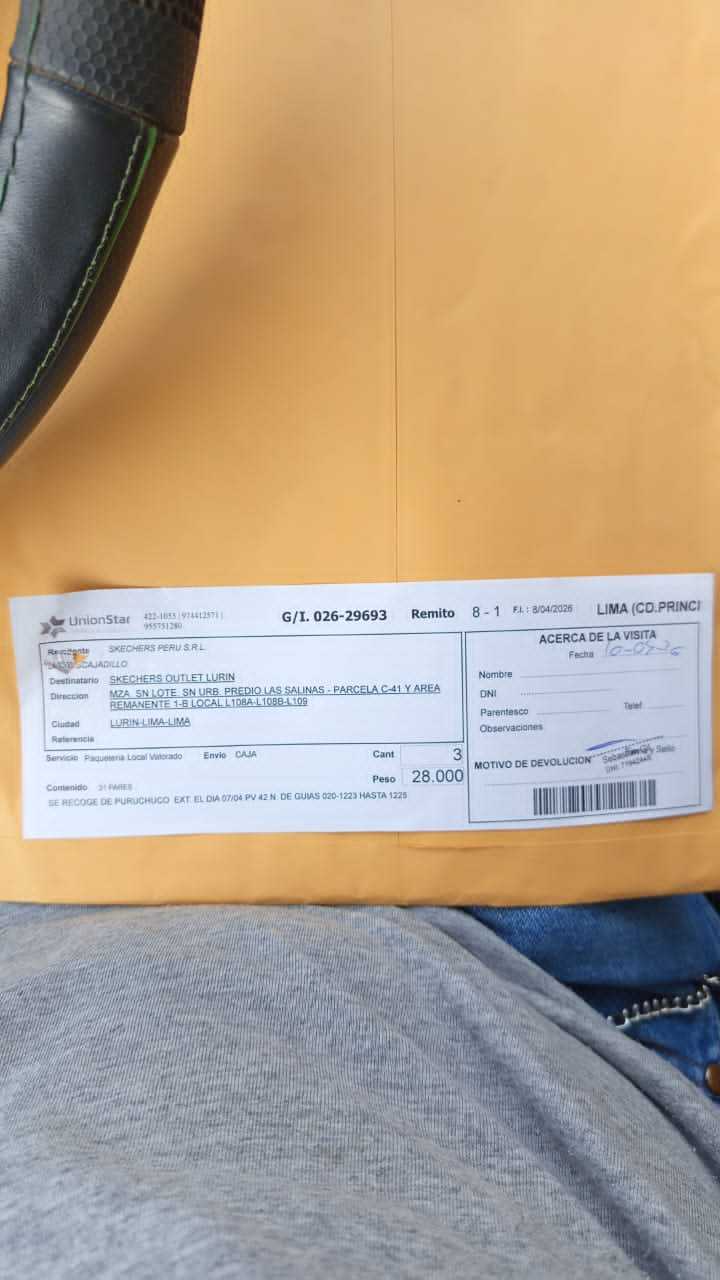 UnionStar
422-1055 | 974412571 |
955751280
G/I. 026-29693
Remito 8 - 1 F.I. : 8/04/2026 LIMA (CD.PRINCI
Remitente SKECHERS PERU S.R.L.
CAJADILLO
Destinatario SKECHERS OUTLET LURIN
Direccion MZA. SN LOTE. SN URB. PREDIO LAS SALINAS - PARCELA C-41 Y AREA
REMANENTE 1-B LOCAL L108A-L108B-L109
Ciudad LURIN-LIMA-LIMA
Referencia
Servicio Paqueteria Local Valorado Envio CAJA Cant 3
Peso 28.000
Contenido 31 PARES
SE RECOGE DE PURUCHUCO EXT. EL DIA 07/04 PV 42 N. DE GUIAS 020-1223 HASTA 1225
ACERCA DE LA VISITA
Fecha
Nombre
DNI
Parentesco Telef.
Observaciones
MOTIVO DE DEVOLUCION
y Sello